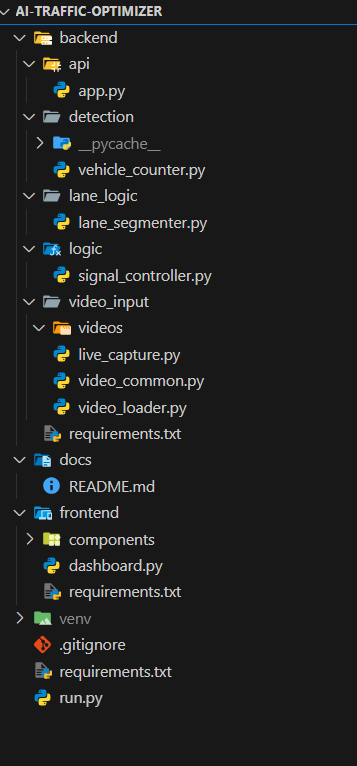 AI-TRAFFIC-OPTIMIZER
backend
api
app.py
detection
__pycache__
vehicle_counter.py
lane_logic
lane_segmenter.py
logic
signal_controller.py
video_input
videos
live_capture.py
video_common.py
video_loader.py
requirements.txt
docs
README.md
frontend
components
dashboard.py
requirements.txt
venv
.gitignore
requirements.txt
run.py